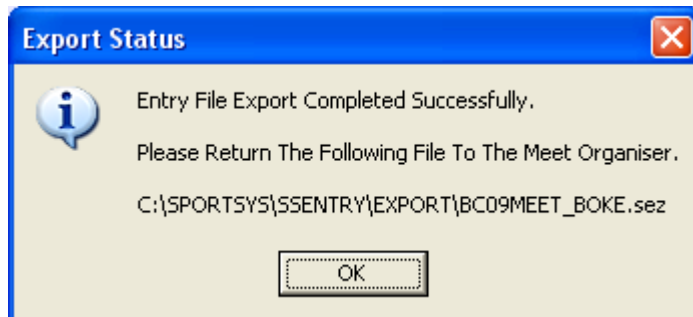 Export Status
Entry File Export Completed Successfully.
Please Return The Following File To The Meet Organiser.
C:\SPORTSYS\SSENTRY\EXPORT\BC09MEET_BOKE.sez
OK